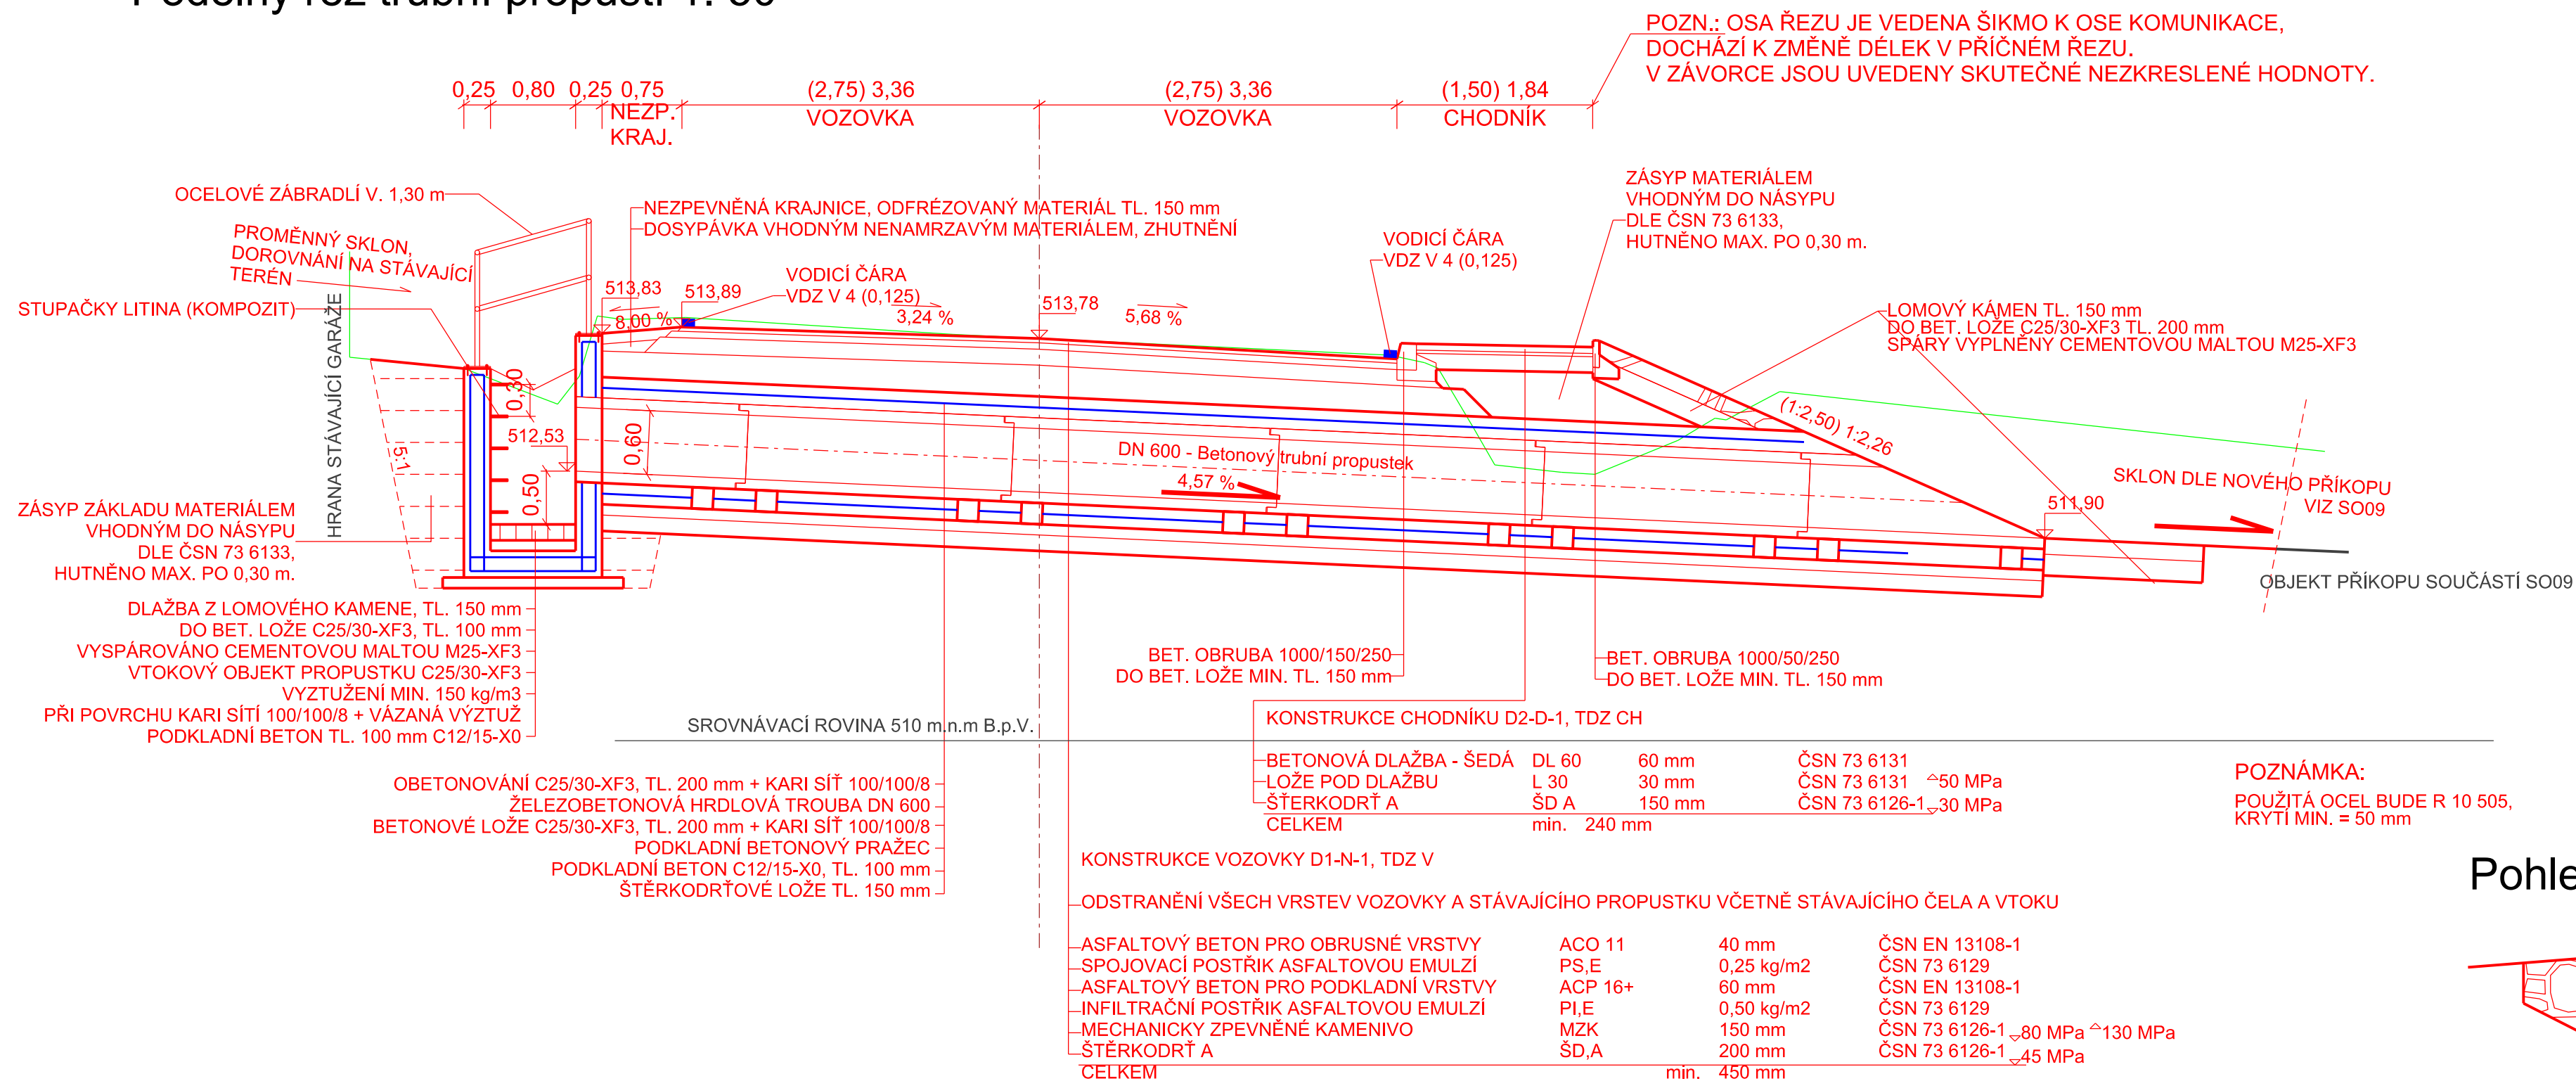 POZN.: OSA ŘEZU JE VEDENA ŠIKMO K OSE KOMUNIKACE,
DOCHÁZÍ K ZMĚNĚ DÉLEK V PŘÍČNÉM ŘEZU.
V ZÁVORCE JSOU UVEDENY SKUTEČNÉ NEZKRESLENÉ HODNOTY.
0,25 0,80 0,25 0,75 (2,75) 3,36 (2,75) 3,36 (1,50) 1,84
NEZP. VOZOVKA VOZOVKA CHODNÍK
KRAJ.
OCELOVÉ ZÁBRADLÍ V. 1,30 m
PROMĚNNÝ SKLON,
DOROVNÁNÍ NA STÁVAJÍCÍ
TERÉN
STUPAČKY LITINA (KOMPOZIT)
HRANA STÁVAJÍCÍ GARÁŽE
NEZPEVNĚNÁ KRAJNICE, ODFRÉZOVANÝ MATERIÁL TL. 150 mm
DOSYPÁVKA VHODNÝM NENAMRZAVÝM MATERIÁLEM, ZHUTNĚNÍ
VODICÍ ČÁRA
VDZ V 4 (0,125)
513,83
513,89
8,00 %
3,24 %
513,78
5,68 %
VODICÍ ČÁRA
VDZ V 4 (0,125)
ZÁSYP MATERIÁLEM
VHODNÝM DO NÁSYPU
DLE ČSN 73 6133,
HUTNĚNO MAX. PO 0,30 m.
LOMOVÝ KÁMEN TL. 150 mm
DO BET. LOŽE C25/30-XF3 TL. 200 mm
SPÁRY VYPLNĚNY CEMENTOVOU MALTOU M25-XF3
0,30
512,53
0,60
0,50
5:1
DN 600 - Betonový trubní propustek
4,57 %
(1:2,50) 1:2,26
511,90
SKLON DLE NOVÉHO PŘÍKOPU
VIZ SO09
OBJEKT PŘÍKOPU SOUČÁSTÍ SO09
ZÁSYP ZÁKLADU MATERIÁLEM
VHODNÝM DO NÁSYPU
DLE ČSN 73 6133,
HUTNĚNO MAX. PO 0,30 m.
DLAŽBA Z LOMOVÉHO KAMENE, TL. 150 mm
DO BET. LOŽE C25/30-XF3, TL. 100 mm
VYSPÁROVÁNO CEMENTOVOU MALTOU M25-XF3
VTOKOVÝ OBJEKT PROPUSTKU C25/30-XF3
VYZTUŽENÍ MIN. 150 kg/m3
PŘI POVRCHU KARI SÍTÍ 100/100/8 + VÁZANÁ VÝZTUŽ
PODKLADNÍ BETON TL. 100 mm C12/15-X0
BET. OBRUBA 1000/150/250
DO BET. LOŽE MIN. TL. 150 mm
BET. OBRUBA 1000/50/250
DO BET. LOŽE MIN. TL. 150 mm
SROVNÁVACÍ ROVINA 510 m.n.m B.p.V.
KONSTRUKCE CHODNÍKU D2-D-1, TDZ CH
BETONOVÁ DLAŽBA - ŠEDÁ DL 60 60 mm ČSN 73 6131
LOŽE POD DLAŽBU L 30 30 mm ČSN 73 6131 50 MPa
ŠTĚRKODRŤ A ŠD A 150 mm ČSN 73 6126-1 30 MPa
CELKEM min. 240 mm
POZNÁMKA:
POUŽITÁ OCEL BUDE R 10 505,
KRYTÍ MIN. = 50 mm
OBETONOVÁNÍ C25/30-XF3, TL. 200 mm + KARI SÍŤ 100/100/8
ŽELEZOBETONOVÁ HRDLOVÁ TROUBA DN 600
BETONOVÉ LOŽE C25/30-XF3, TL. 200 mm + KARI SÍŤ 100/100/8
PODKLADNÍ BETONOVÝ PRAŽEC
PODKLADNÍ BETON C12/15-X0, TL. 100 mm
ŠTĚRKODRŤOVÉ LOŽE TL. 150 mm
KONSTRUKCE VOZOVKY D1-N-1, TDZ V
ODSTRANĚNÍ VŠECH VRSTEV VOZOVKY A STÁVAJÍCÍHO PROPUSTKU VČETNĚ STÁVAJÍCÍHO ČELA A VTOKU
ASFALTOVÝ BETON PRO OBRUSNÉ VRSTVY ACO 11 40 mm ČSN EN 13108-1
SPOJOVACÍ POSTŘIK ASFALTOVOU EMULZÍ PS,E 0,25 kg/m2 ČSN 73 6129
ASFALTOVÝ BETON PRO PODKLADNÍ VRSTVY ACP 16+ 60 mm ČSN EN 13108-1
INFILTRAČNÍ POSTŘIK ASFALTOVOU EMULZÍ PI,E 0,50 kg/m2 ČSN 73 6129
MECHANICKY ZPEVNĚNÉ KAMENIVO MZK 150 mm ČSN 73 6126-1 80 MPa 130 MPa
ŠTĚRKODRŤ A ŠD,A 200 mm ČSN 73 6126-1 45 MPa
CELKEM min. 450 mm